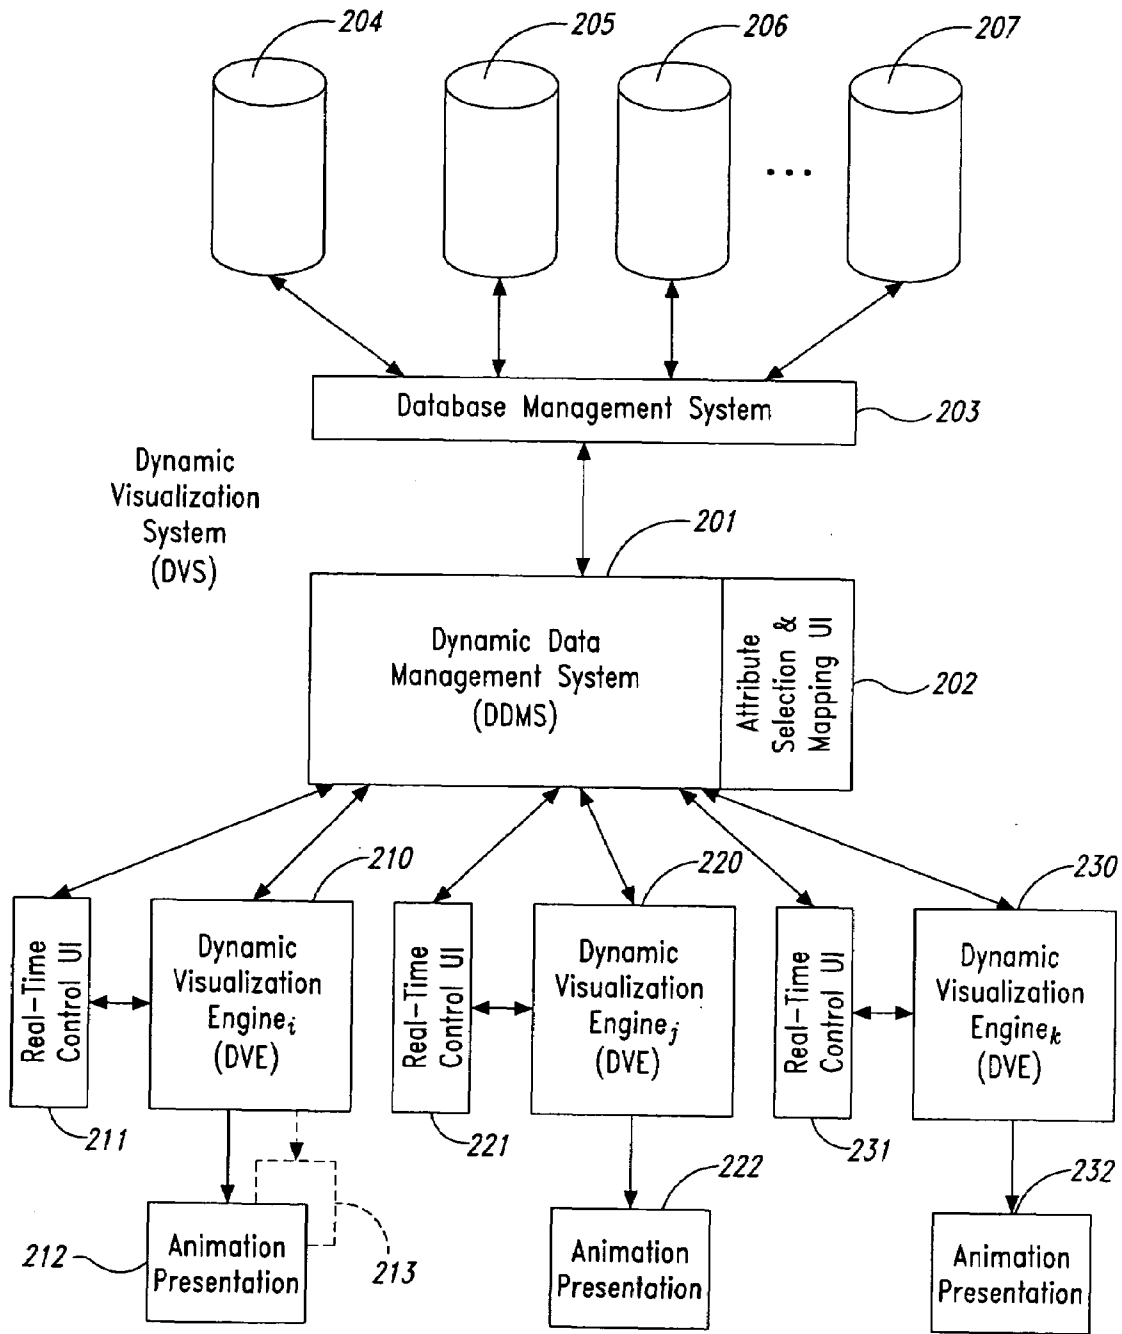 204
205
206
207
...
Database Management System
203
Dynamic
Visualization
System
(DVS)
201
Dynamic Data
Management System
(DDMS)
Attribute
Selection &
Mapping UI
202
210
220
230
Real-Time
Control UI
Dynamic
Visualization
Engine i
(DVE)
Real-Time
Control UI
Dynamic
Visualization
Engine j
(DVE)
Real-Time
Control UI
Dynamic
Visualization
Engine k
(DVE)
211
221
231
222
232
212
Animation
Presentation
213
Animation
Presentation
Animation
Presentation